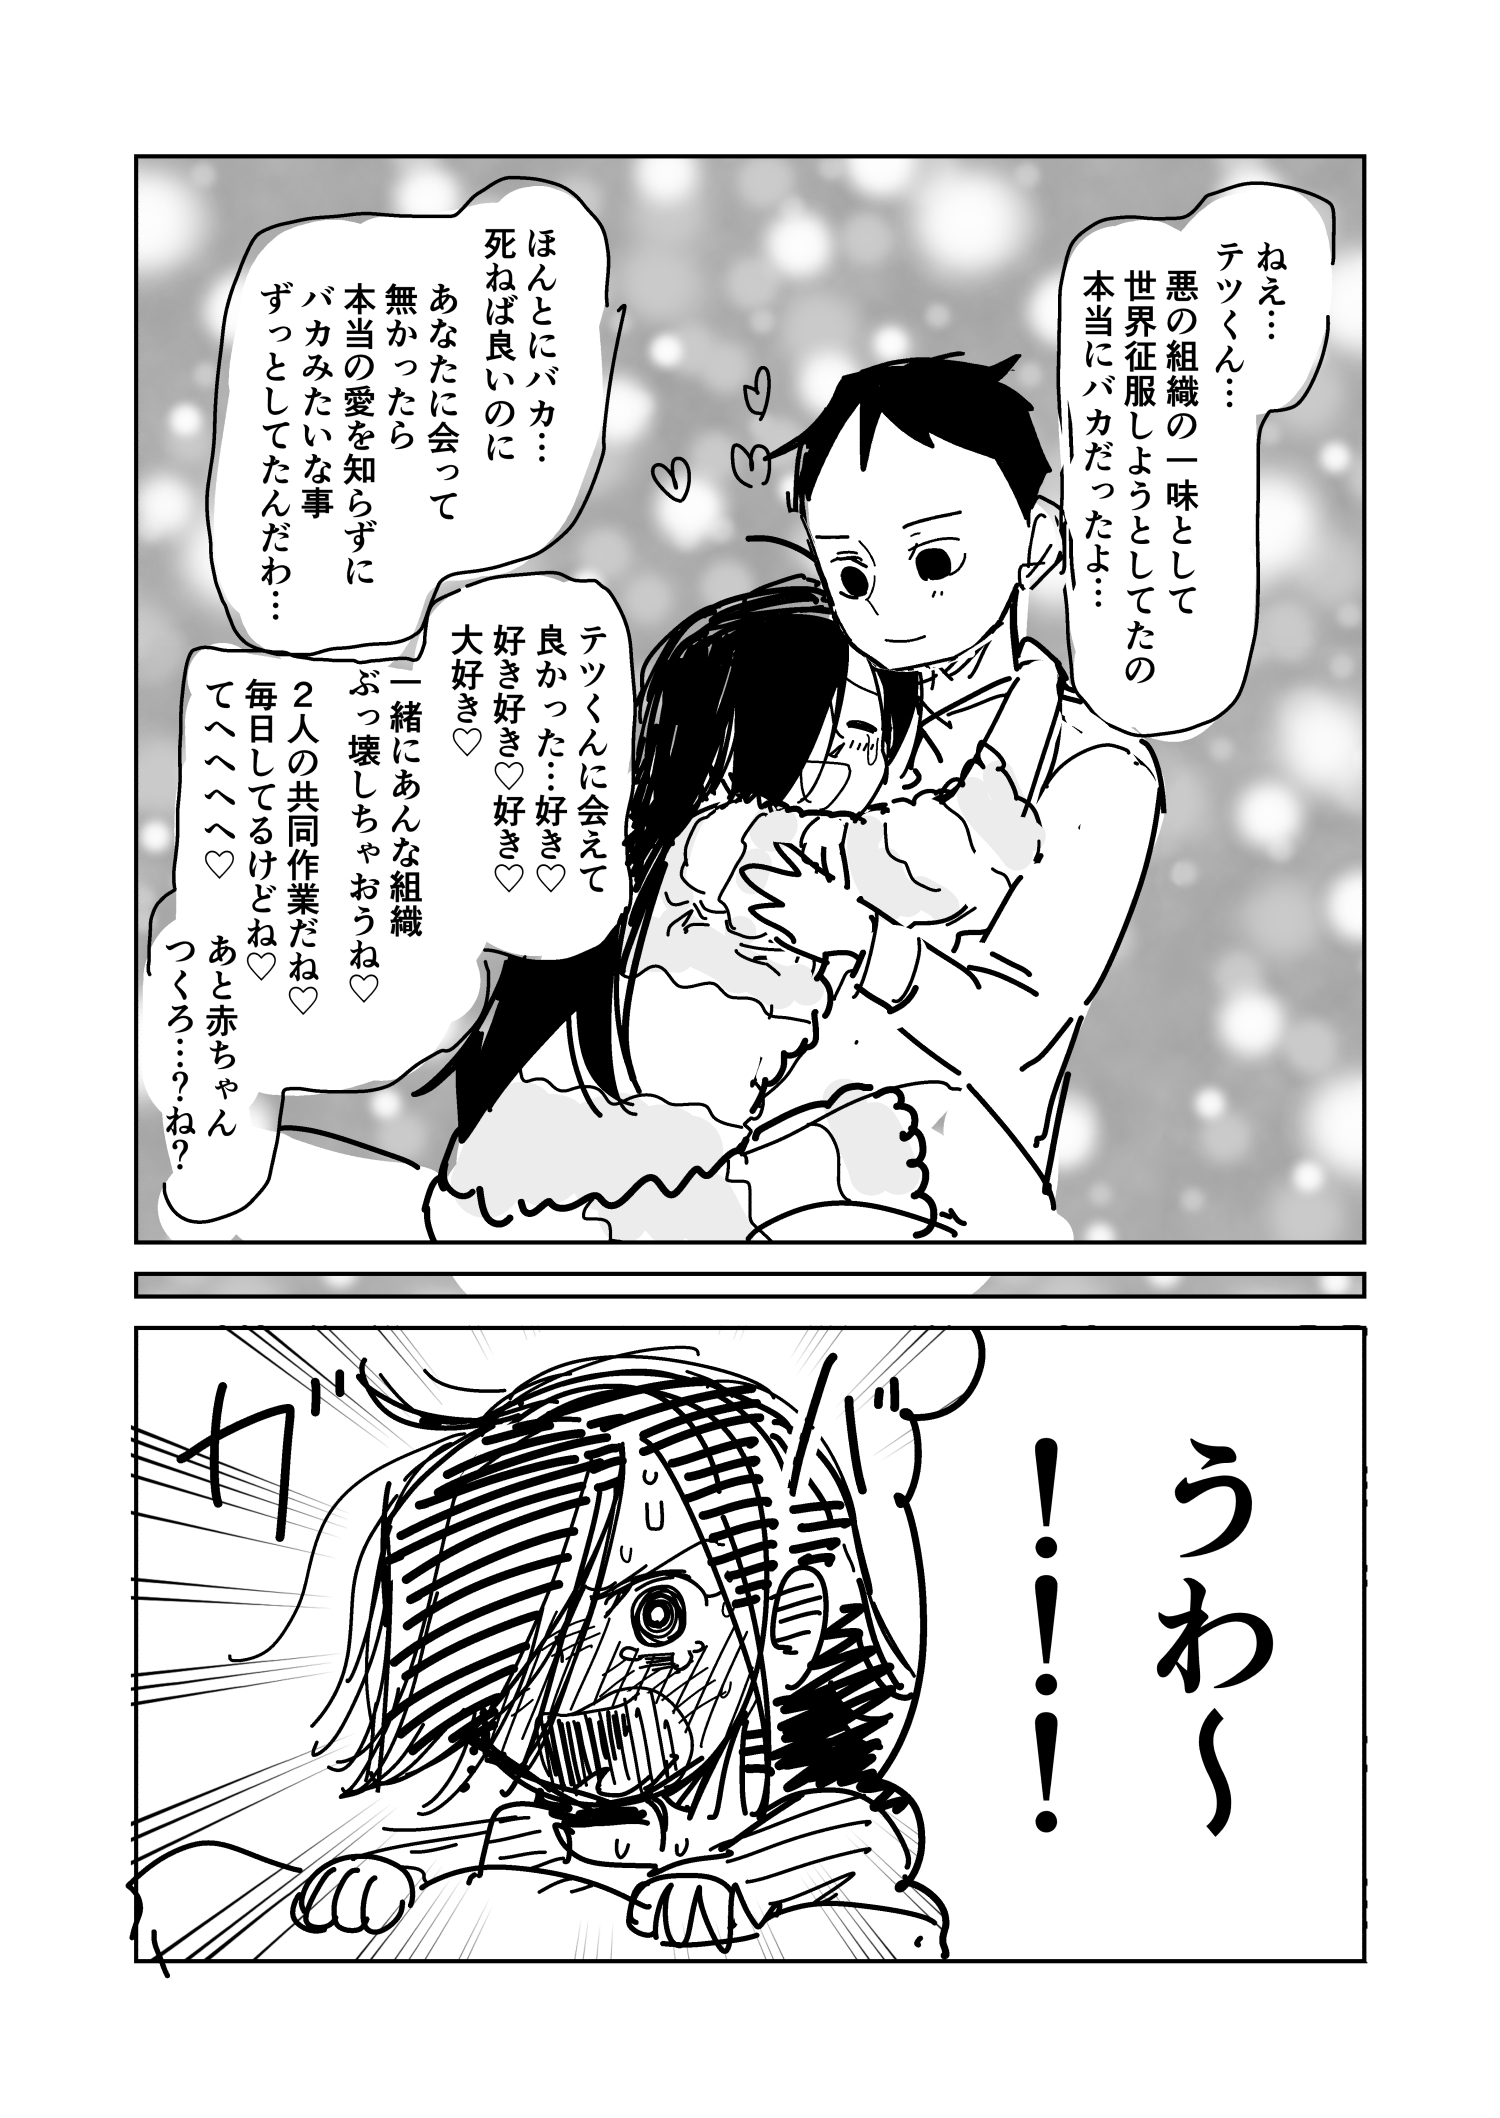 ねえ…
テツくん…
悪の組織の一味として
世界征服しようとしてたの
本当にバカだったよ…
ほんとにバカ…
死ねば良いのに
あなたに会って
無かったら
本当の愛を知らずに
バカみたいな事
ずっとしてたんだわ…
テツくんに会えて
良かった…好き♡
好き好き♡好き♡
大好き♡
一緒にあんな組織
ぶっ壊しちゃおうね♡
２人の共同作業だね♡
毎日してるけどね♡
てへへへへ♡
あと赤ちゃん
つくろ…?ね?
うわ～
！！！
ガバ